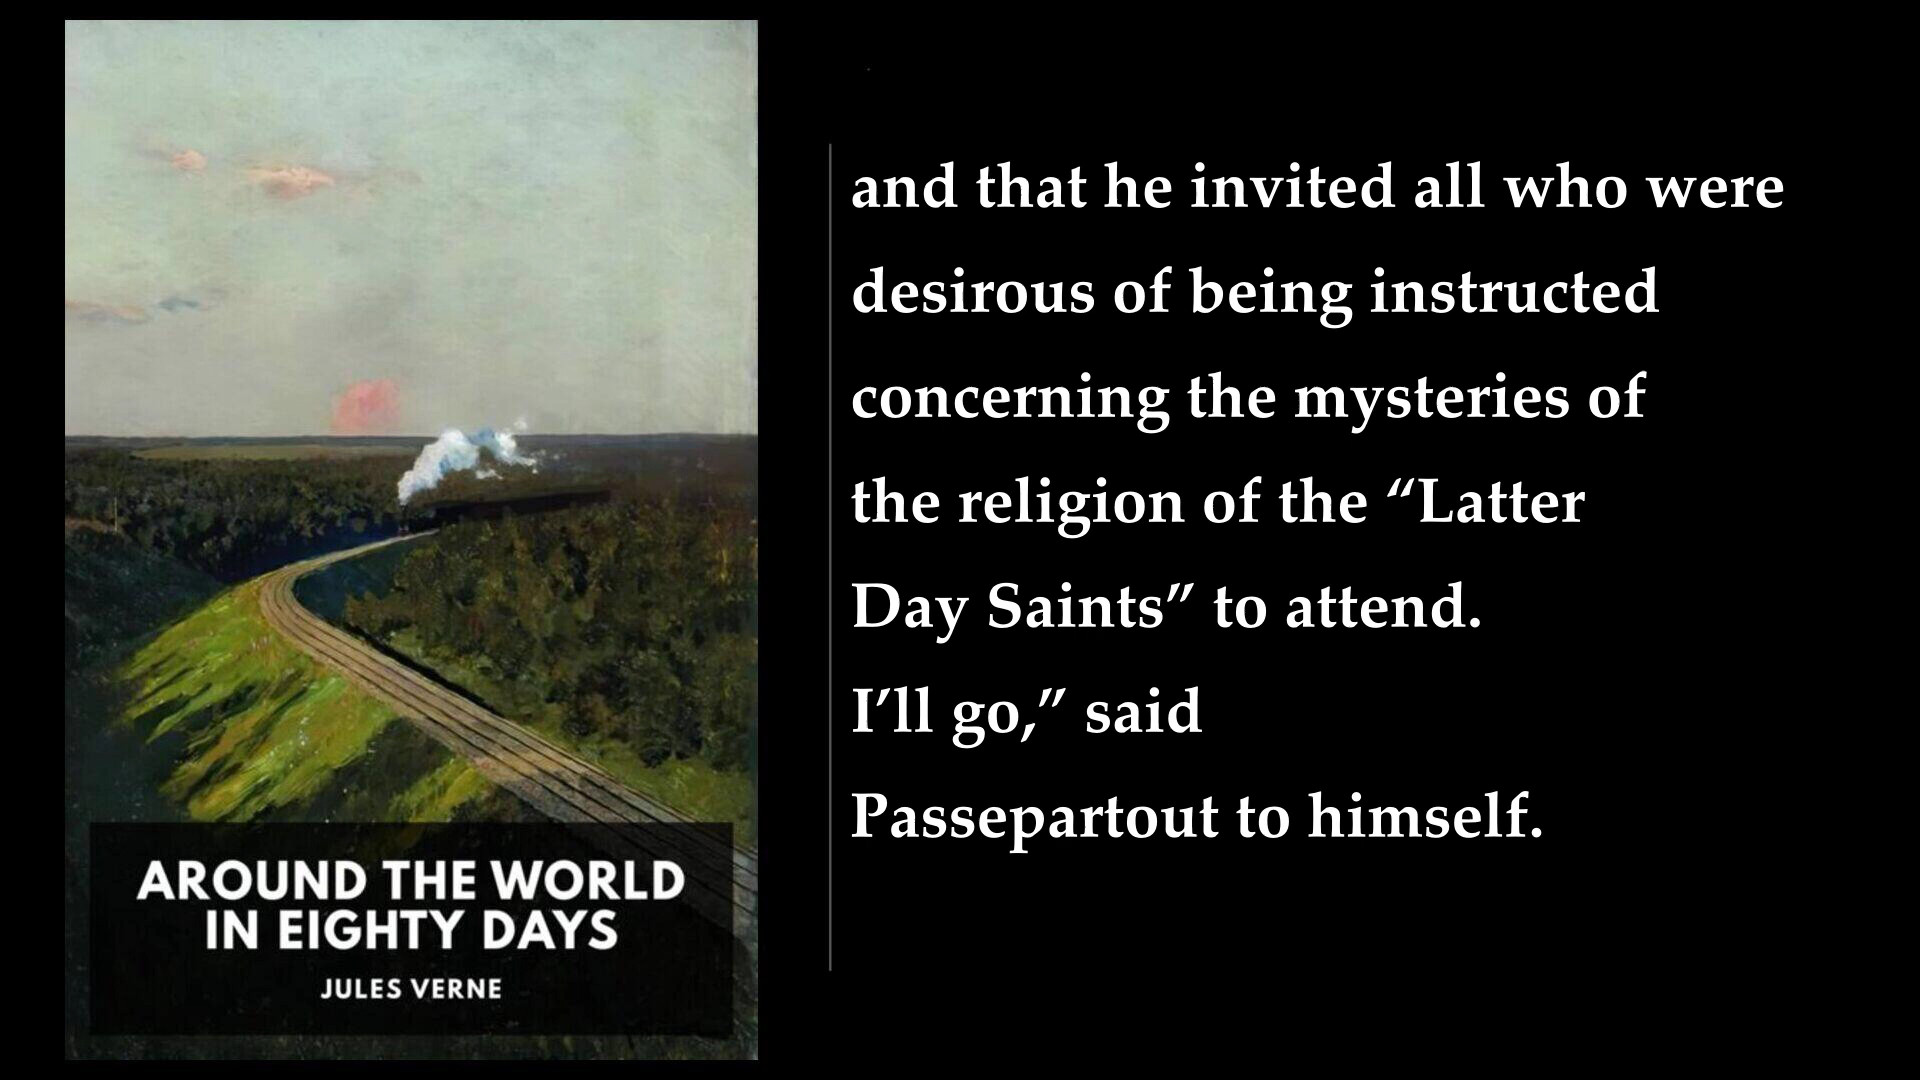 AROUND THE WORLD
IN EIGHTY DAYS
JULES VERNE
and that he invited all who were
desirous of being instructed
concerning the mysteries of
the religion of the “Latter
Day Saints” to attend.
I’ll go,” said
Passepartout to himself.